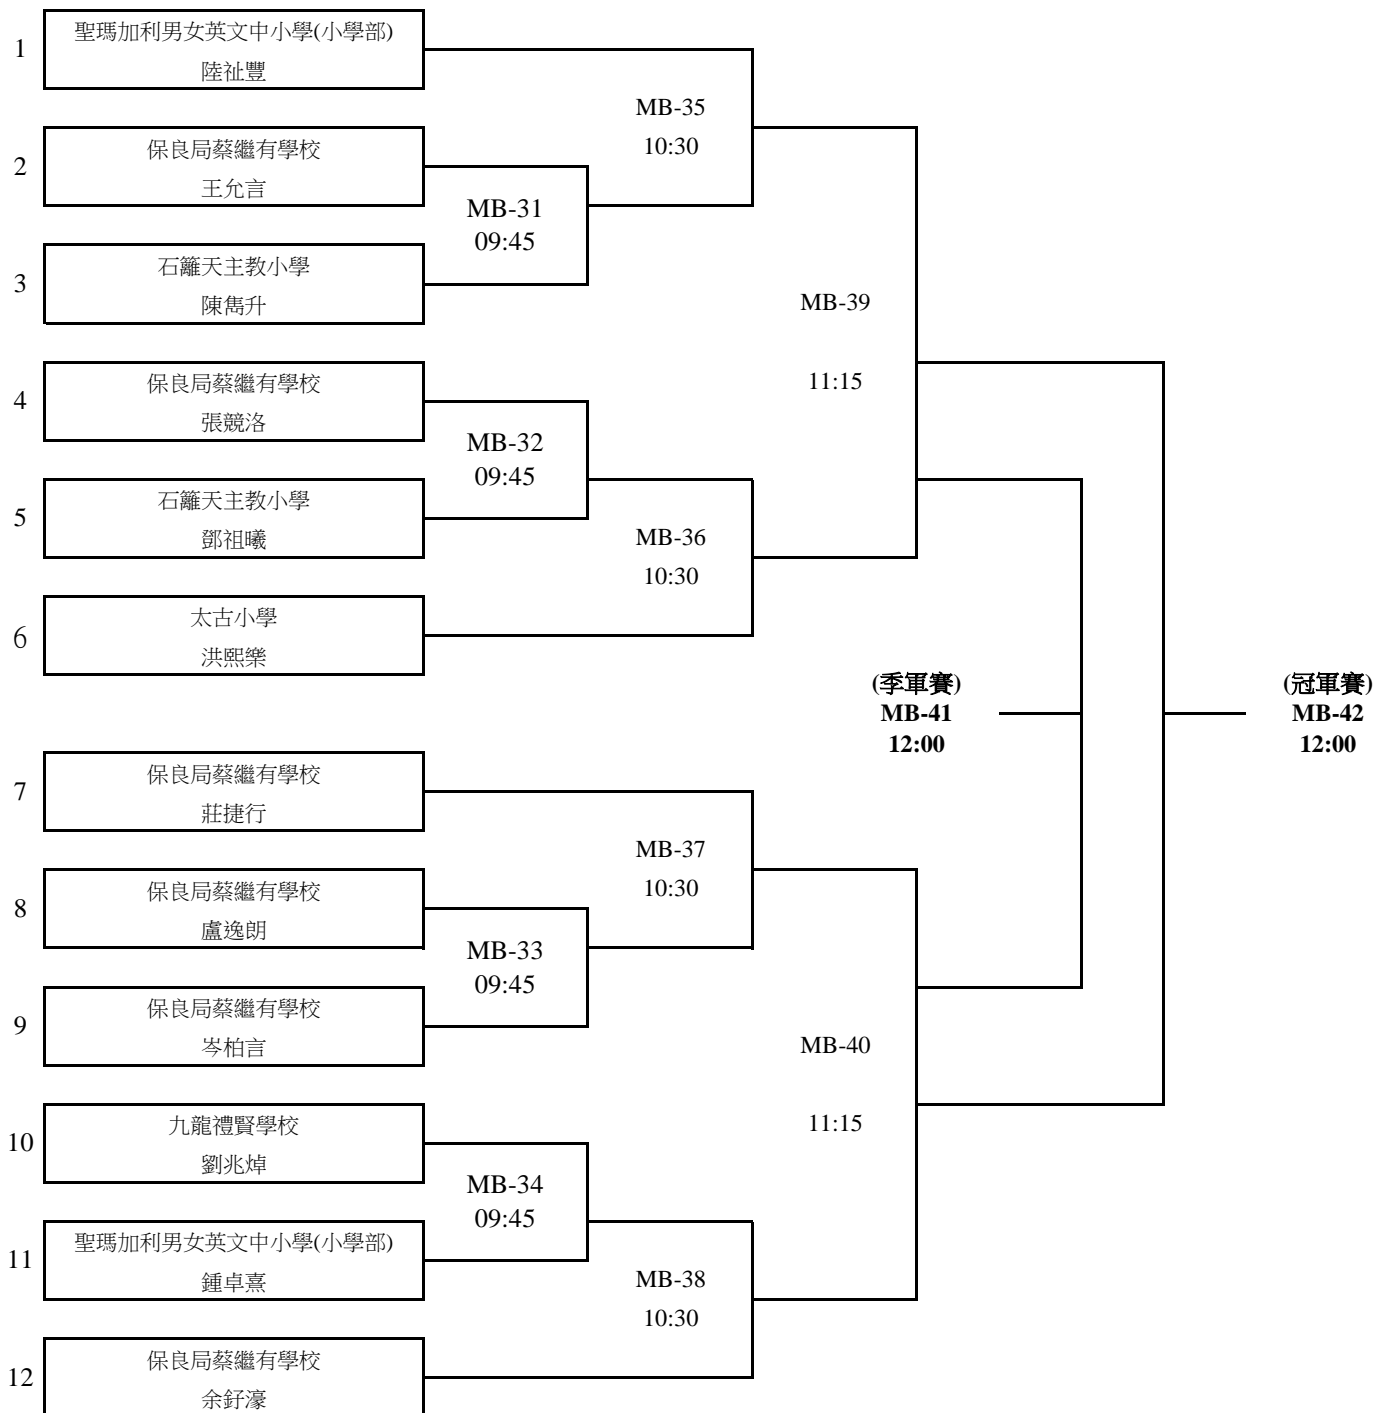 1
聖瑪加利男女英文中小學(小學部)
陸祉豐
MB-35
10:30
2
保良局蔡繼有學校
王允言
MB-31
09:45
3
石籬天主教小學
陳雋升
MB-39
11:15
4
保良局蔡繼有學校
張競洛
MB-32
09:45
5
石籬天主教小學
鄧祖曦
MB-36
10:30
6
太古小學
洪熙樂
(季軍賽)
MB-41
12:00
(冠軍賽)
MB-42
12:00
7
保良局蔡繼有學校
莊捷行
MB-37
10:30
8
保良局蔡繼有學校
盧逸朗
MB-33
09:45
9
保良局蔡繼有學校
岑柏言
MB-40
11:15
10
九龍禮賢學校
劉兆焯
MB-34
09:45
11
聖瑪加利男女英文中小學(小學部)
鍾卓熹
MB-38
10:30
12
保良局蔡繼有學校
余釨濠